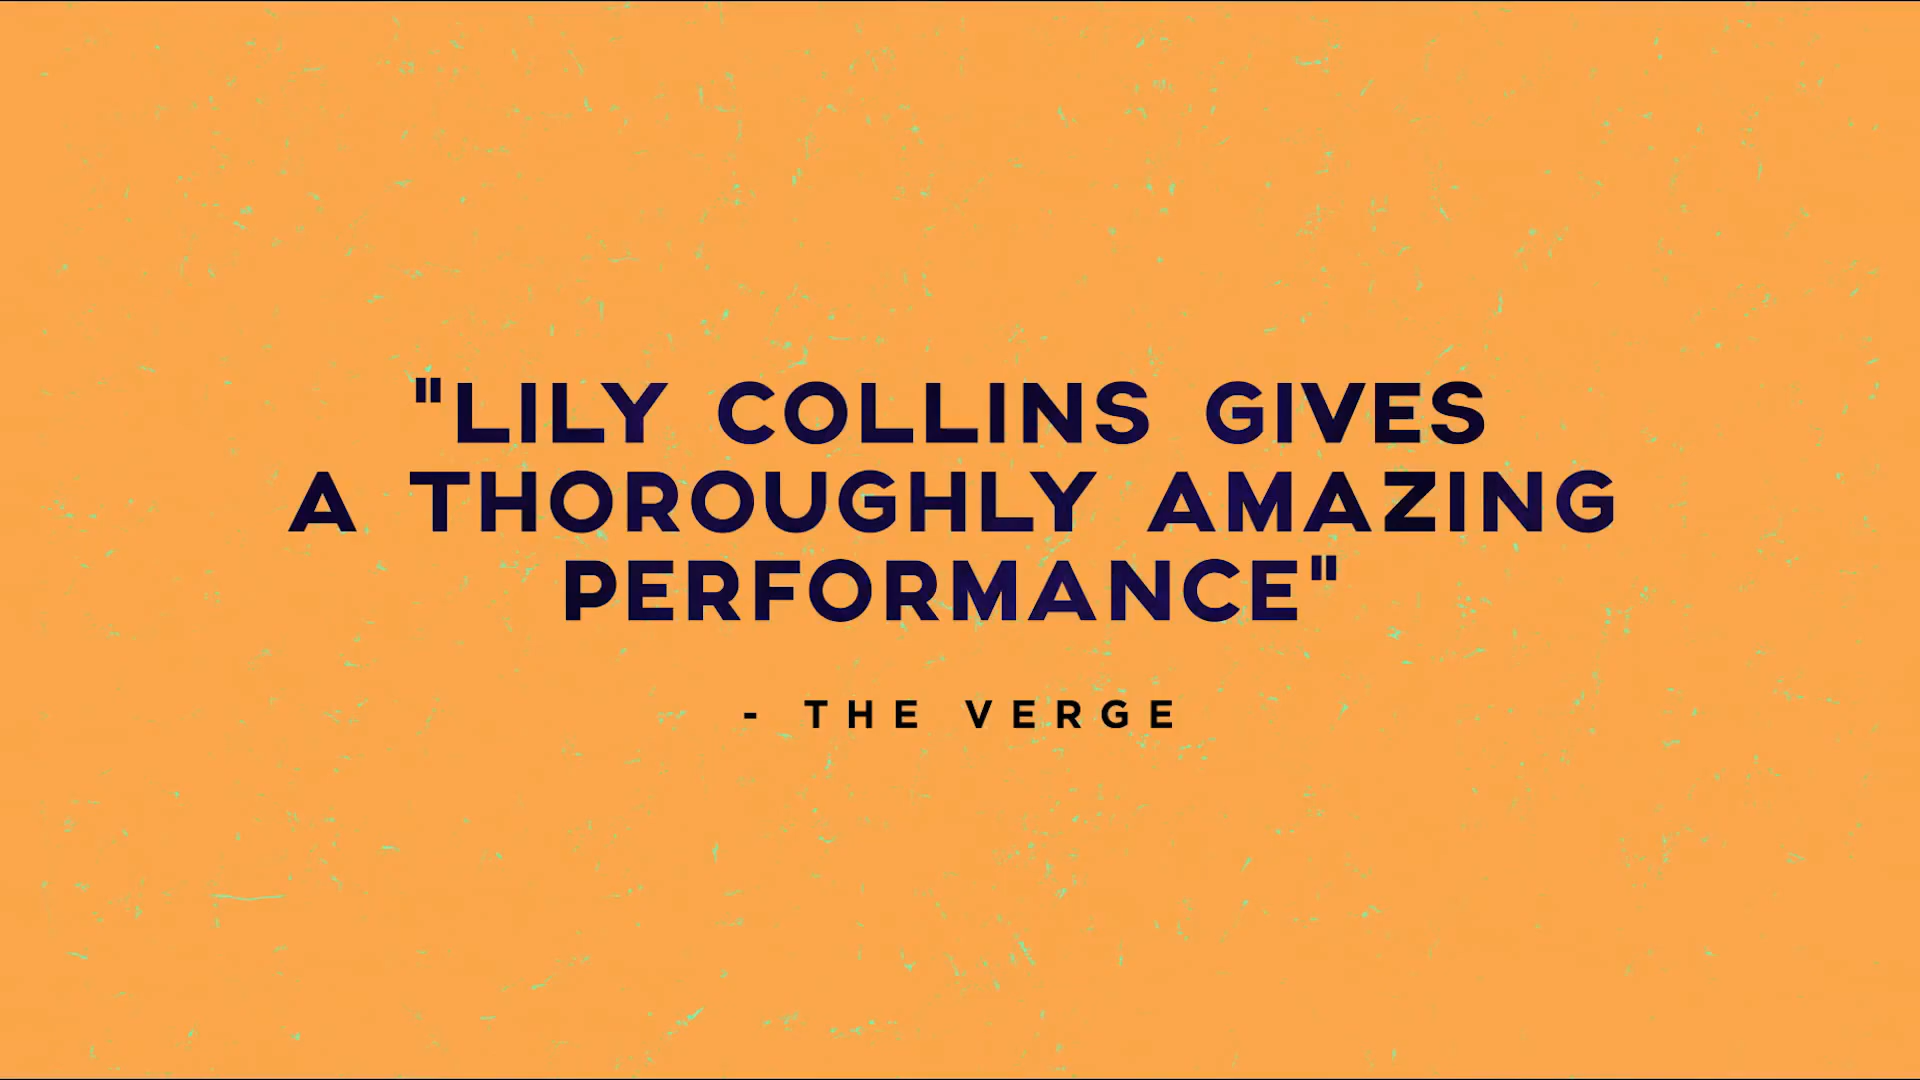 "LILY COLLINS GIVES
A THOROUGHLY AMAZING
PERFORMANCE"
- THE VERGE